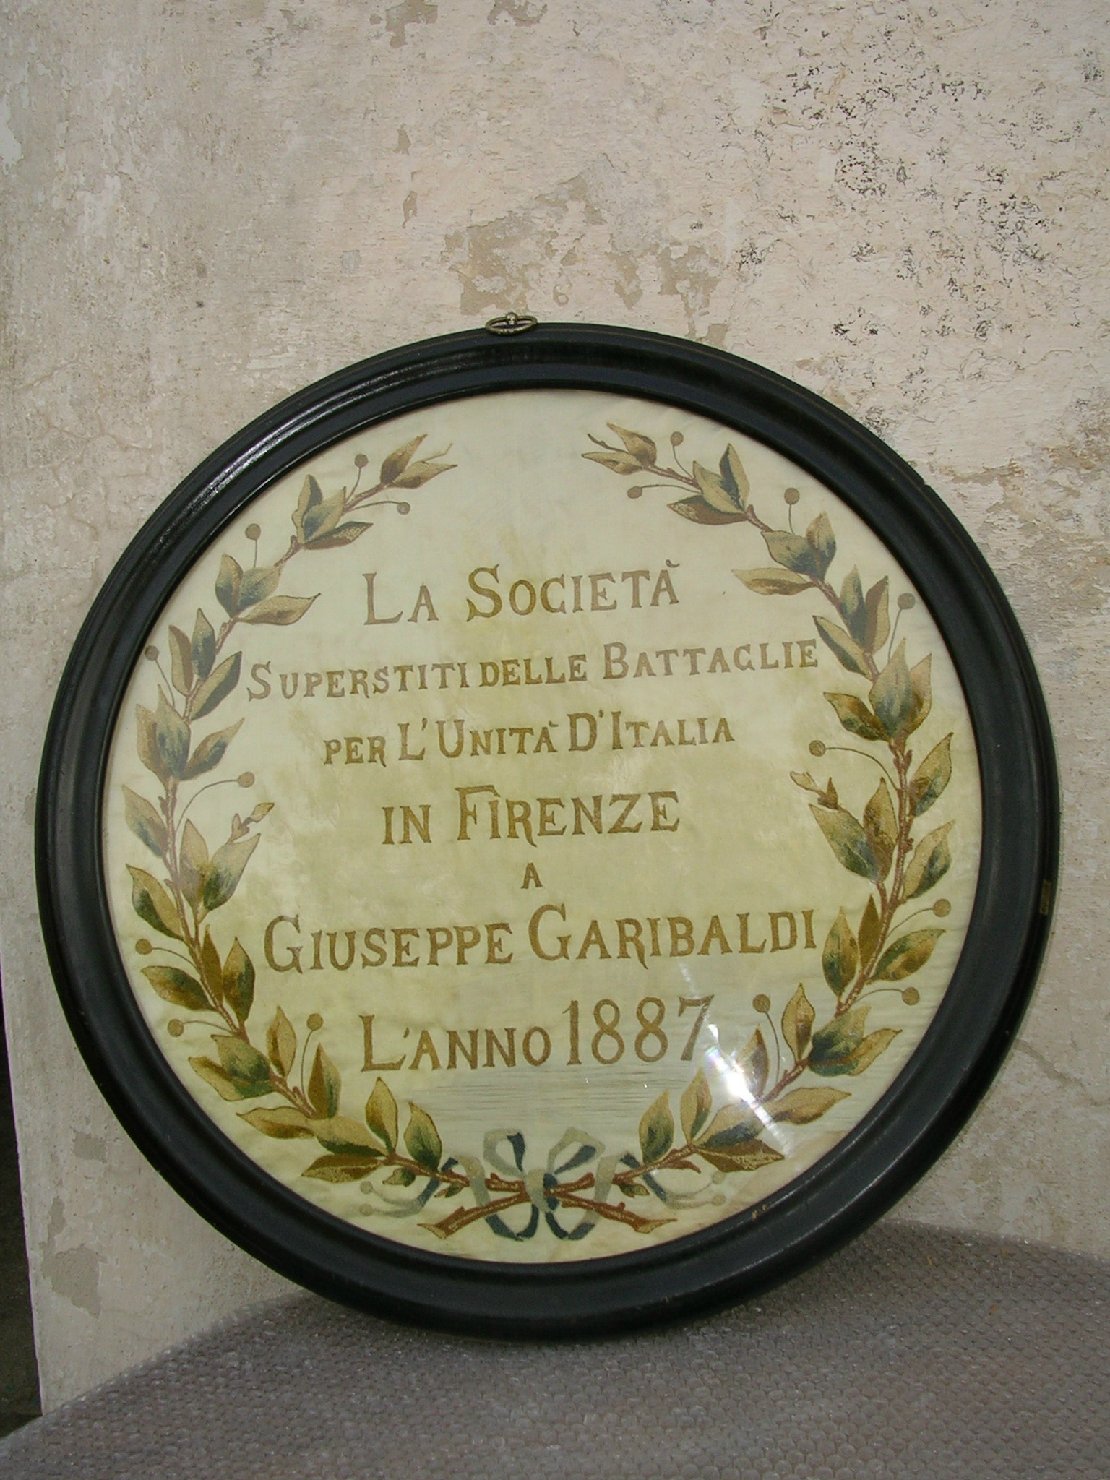 La Società
Superstiti delle Battaglie
per L'Unità D'Italia
in Firenze
a
Giuseppe Garibaldi
L'anno 1887